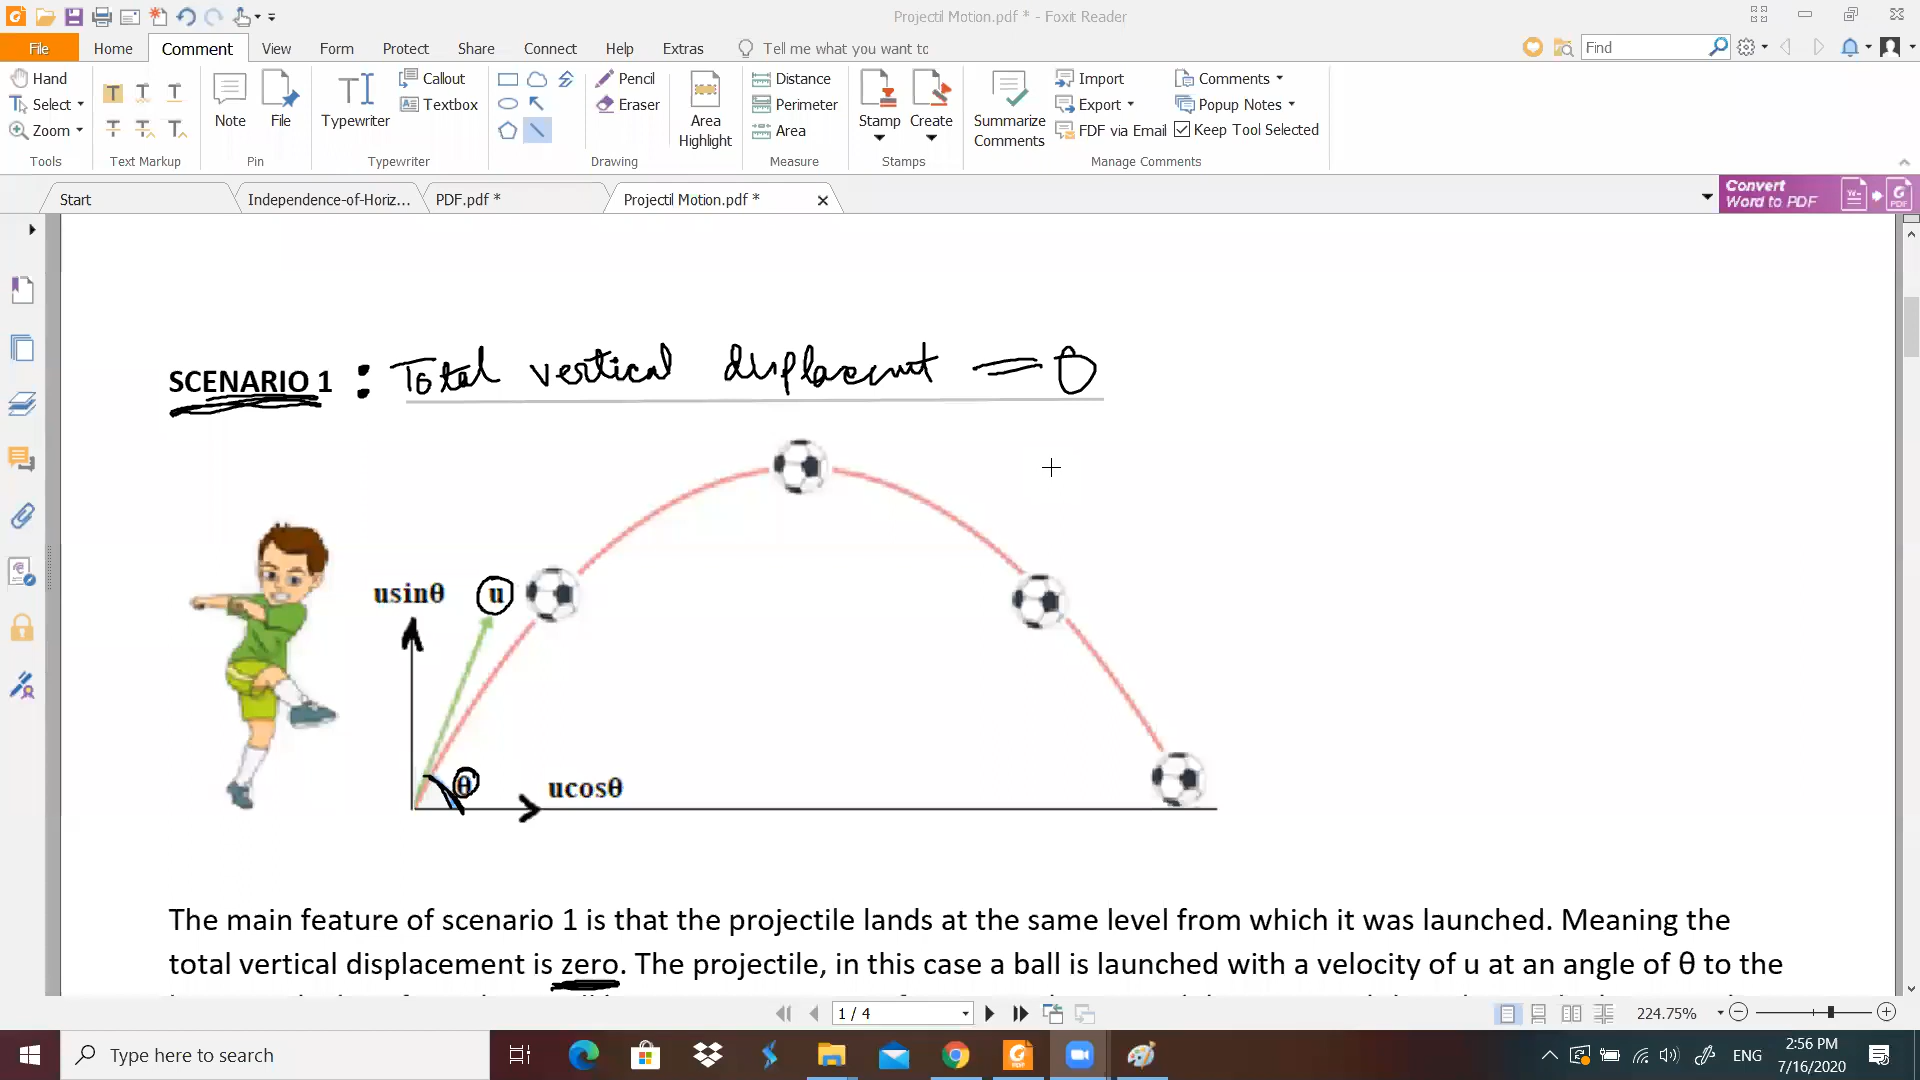 Projectil Motion.pdf * - Foxit Reader
File Home Comment View Form Protect Share Connect Help Extras Tell me what you want to Find
Hand Select Zoom
Tools
Text Markup
Note File
Pin
Typewriter Callout Textbox
Typewriter
Pencil Eraser
Drawing
Area Highlight
Distance Perimeter Area
Measure
Stamp Create
Stamps
Summarize Comments
Import Export FDF via Email
Comments Popup Notes Keep Tool Selected
Manage Comments
Start Independence-of-Horiz... PDF.pdf * Projectil Motion.pdf *
Convert
Word to PDF
SCENARIO 1 : Total vertical displacement = 0
usinθ u
θ ucosθ
The main feature of scenario 1 is that the projectile lands at the same level from which it was launched. Meaning the
total vertical displacement is zero. The projectile, in this case a ball is launched with a velocity of u at an angle of θ to the
1 / 4 224.75%
Type here to search
ENG
2:56 PM
7/16/2020